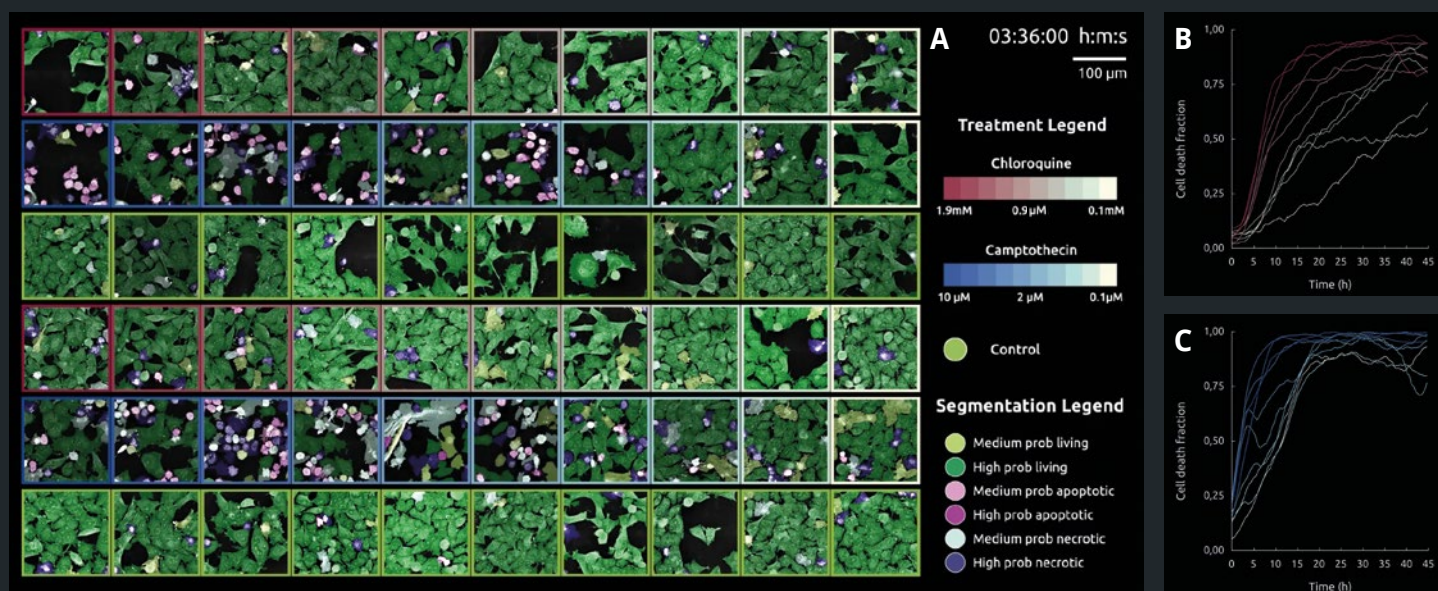 A
03:36:00 h:m:s
100 µm
Treatment Legend
Chloroquine
1.9mM 0.9µM 0.1mM
Camptothecin
10 µM 2 µM 0.1µM
Control
Segmentation Legend
Medium prob living
High prob living
Medium prob apoptotic
High prob apoptotic
Medium prob necrotic
High prob necrotic
B
Cell death fraction
1,00
0,75
0,50
0,25
0,00
0 5 10 15 20 25 30 35 40 45
Time (h)
C
Cell death fraction
1,00
0,75
0,50
0,25
0,00
0 5 10 15 20 25 30 35 40 45
Time (h)